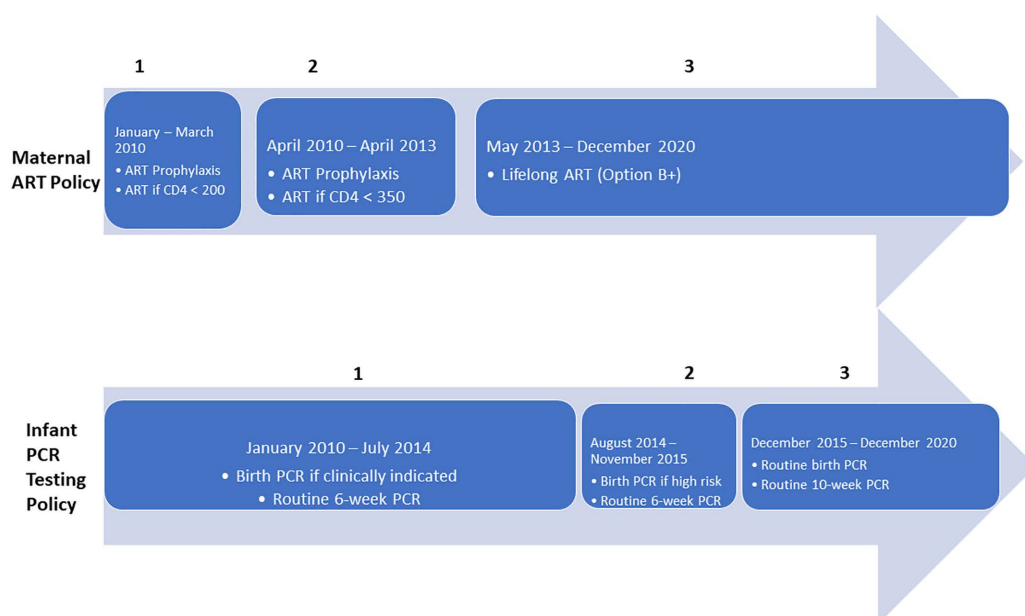 1
2
3
Maternal
ART Policy
January – March
2010
• ART Prophylaxis
• ART if CD4 < 200
April 2010 – April 2013
• ART Prophylaxis
• ART if CD4 < 350
May 2013 – December 2020
• Lifelong ART (Option B+)
1
2
3
Infant
PCR
Testing
Policy
January 2010 – July 2014
• Birth PCR if clinically indicated
• Routine 6-week PCR
August 2014 –
November 2015
• Birth PCR if high risk
• Routine 6-week PCR
December 2015 – December 2020
• Routine birth PCR
• Routine 10-week PCR